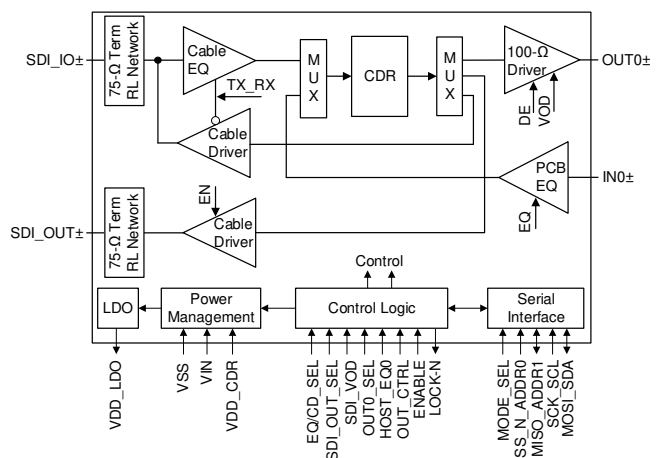 SDI_IO±
75-Ω Term
RL Network
Cable
EQ
TX_RX
M
U
X
CDR
M
U
X
100-Ω
Driver
OUT0±
DE
VOD
Cable
Driver
PCB
EQ
IN0±
EQ
SDI_OUT±
75-Ω Term
RL Network
EN
Cable
Driver
Control
LDO
Power
Management
Control Logic
Serial
Interface
VDD_LDO
VSS
VIN
VDD_CDR
EQ/CD_SEL
SDI_OUT_SEL
SDI_VOD
OUT0_SEL
HOST_EQ0
OUT_CTRL
ENABLE
LOCK-N
MODE_SEL
SS_N_ADDR0
MISO_ADDR1
SCK_SCL
MOSI_SDA